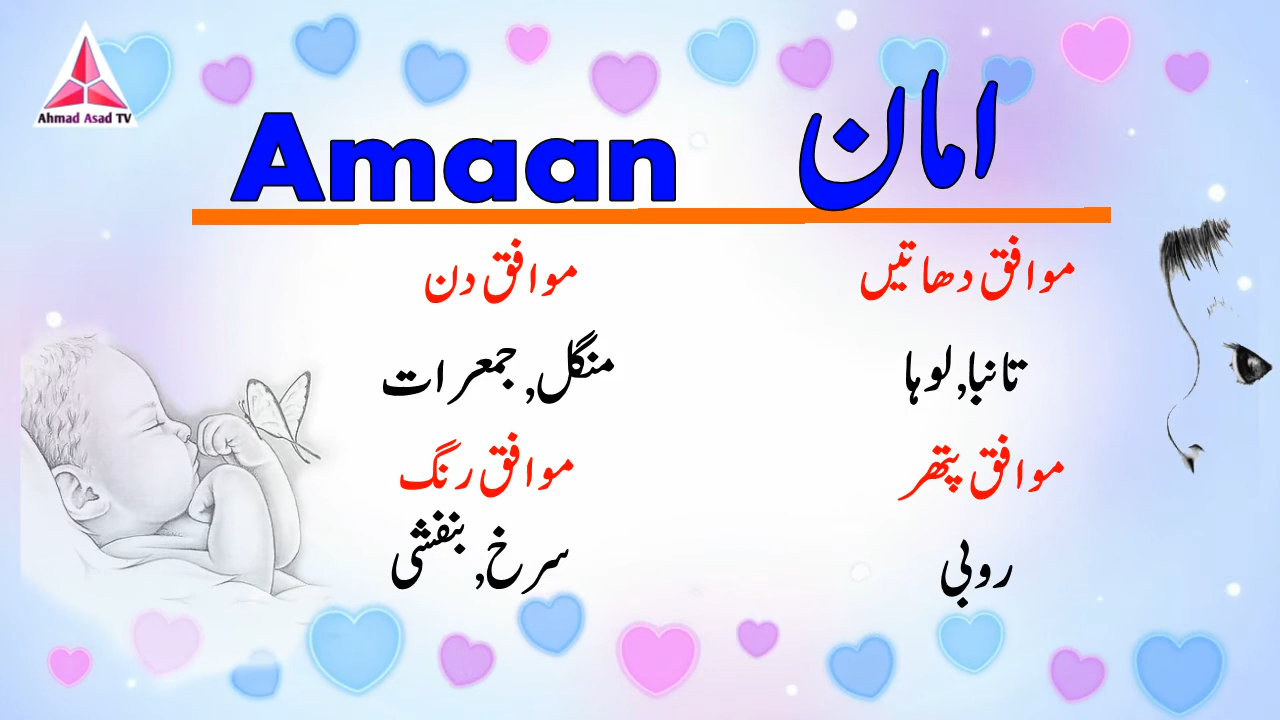 Ahmad Asad TV
Amaan امان
موافق دھاتیں موافق دن
تانبا,لوہا منگل, جمعرات
موافق پتھر موافق رنگ
روبی سرخ, بنفشی